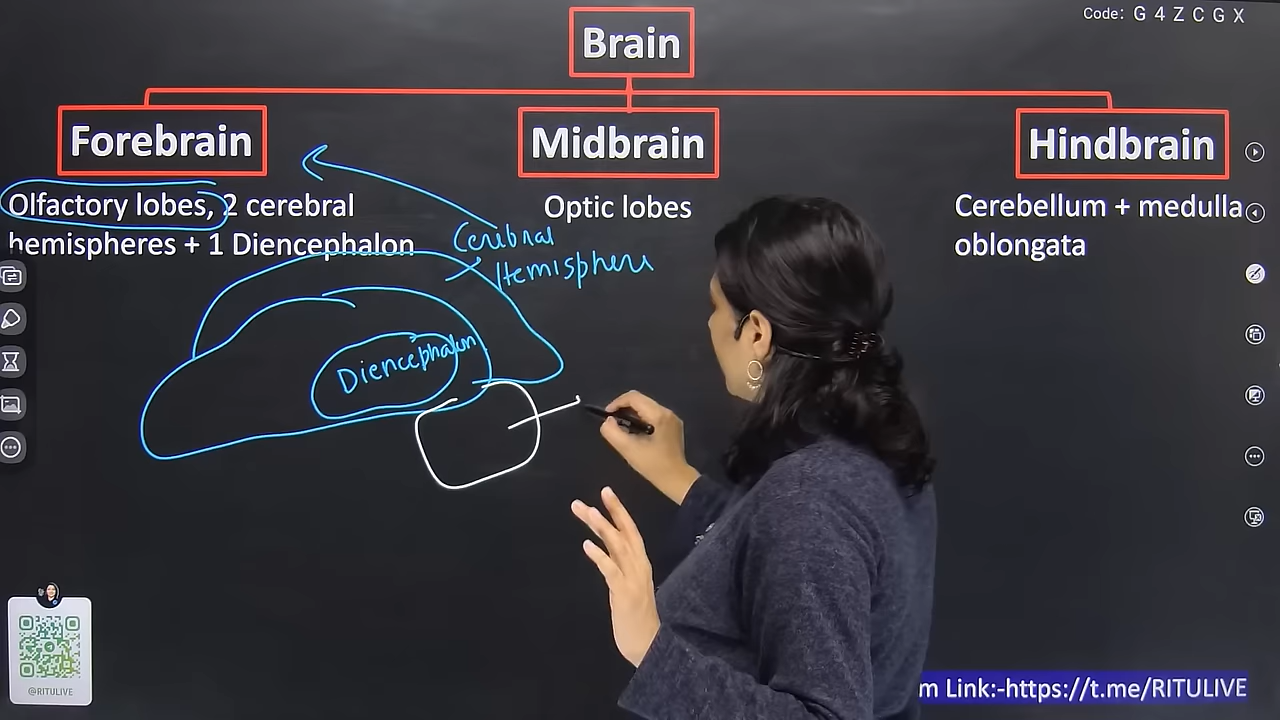 Code: G 4 Z C G X
Brain
Forebrain
Midbrain
Hindbrain
Olfactory lobes, 2 cerebral
hemispheres + 1 Diencephalon
Optic lobes
Cerebellum + medulla
oblongata
Cerebral
Hemisphere
Diencephalon
@RITULIVE
m Link:-https://t.me/RITULIVE